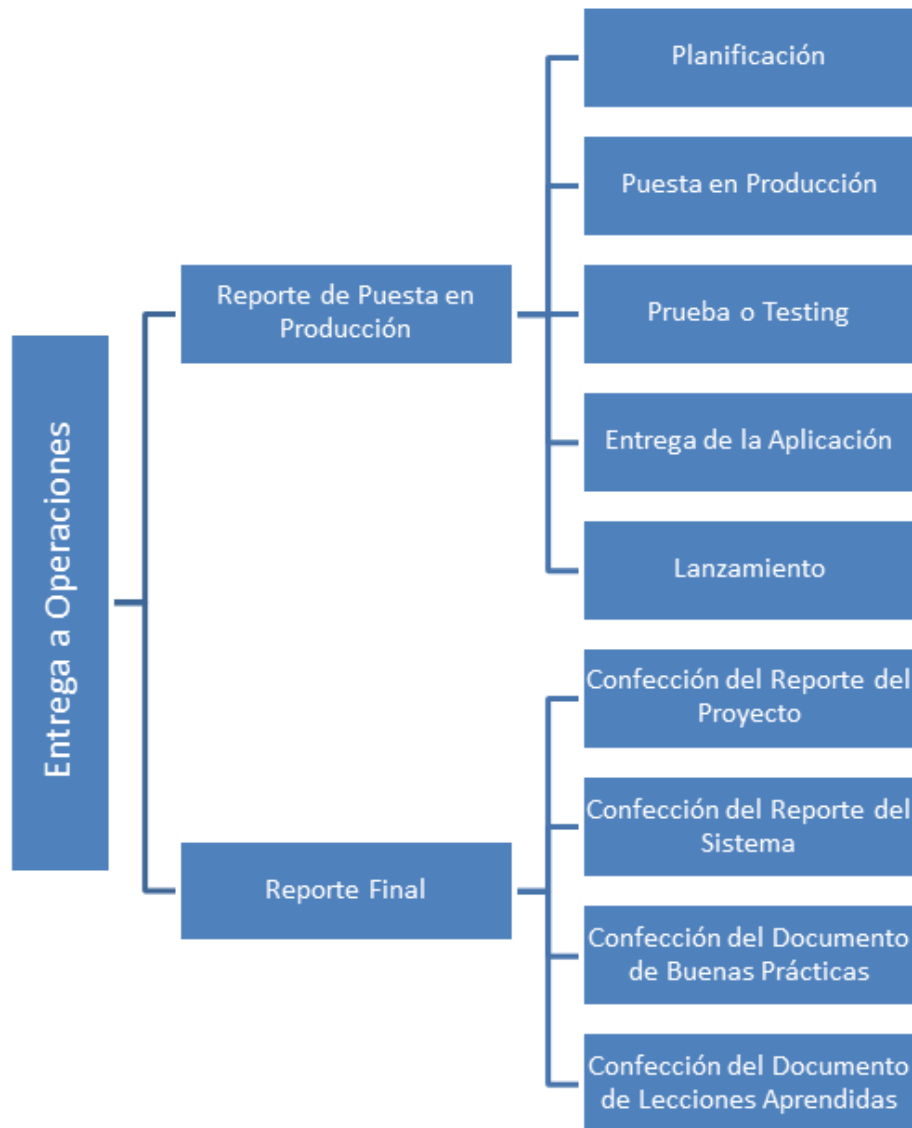 Entrega a Operaciones
Reporte de Puesta en
Producción
Planificación
Puesta en Producción
Prueba o Testing
Entrega de la Aplicación
Lanzamiento
Reporte Final
Confección del Reporte del
Proyecto
Confección del Reporte del
Sistema
Confección del Documento
de Buenas Prácticas
Confección del Documento
de Lecciones Aprendidas